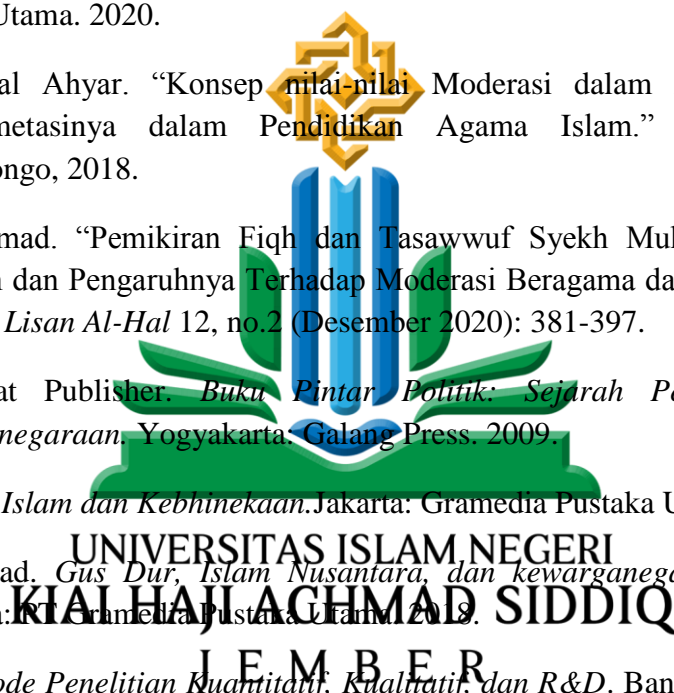 Utama. 2020.
al Ahyar. “Konsep nilai-nilai Moderasi dalam
metasinya dalam Pendidikan Agama Islam.”
ongo, 2018.
mad. “Pemikiran Fiqh dan Tasawwuf Syekh Muh
n dan Pengaruhnya Terhadap Moderasi Beragama da
Lisan Al-Hal 12, no.2 (Desember 2020): 381-397.
at Publisher. Buku Pintar Politik: Sejarah Pe
negaraan. Yogyakarta: Galang Press. 2009.
Islam dan Kebhinekaan.Jakarta: Gramedia Pustaka U
UNIVERSITAS ISLAM NEGERI
ad. Gus Dur, Islam Nusantara, dan kewarganega
a: PT Gramedia Pustaka Utama. 2018.
KIAI HAJI ACHMAD SIDDIQ
JEMBER
ode Penelitian Kuantitatif, Kualitatif, dan R&D. Ban